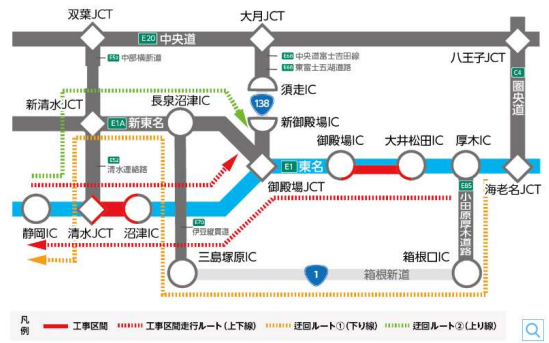 双葉JCT
大月JCT
E20 中央道
八王子JCT
E52 中部横断道
E68 中央道富士吉田線
E68 東富士五湖道路
C4 圏央道
須走IC
138
新清水JCT
長泉沼津IC
E1A 新東名
新御殿場IC
御殿場IC
大井松田IC
厚木IC
E52 清水連絡路
E1 東名
御殿場JCT
海老名JCT
E85 小田原厚木道路
静岡IC
清水JCT
沼津IC
E70 伊豆縦貫道
三島塚原IC
1
箱根新道
箱根口IC
凡例
工事区間
工事区間走行ルート(上下線)
迂回ルート①(下り線)
迂回ルート②(上り線)